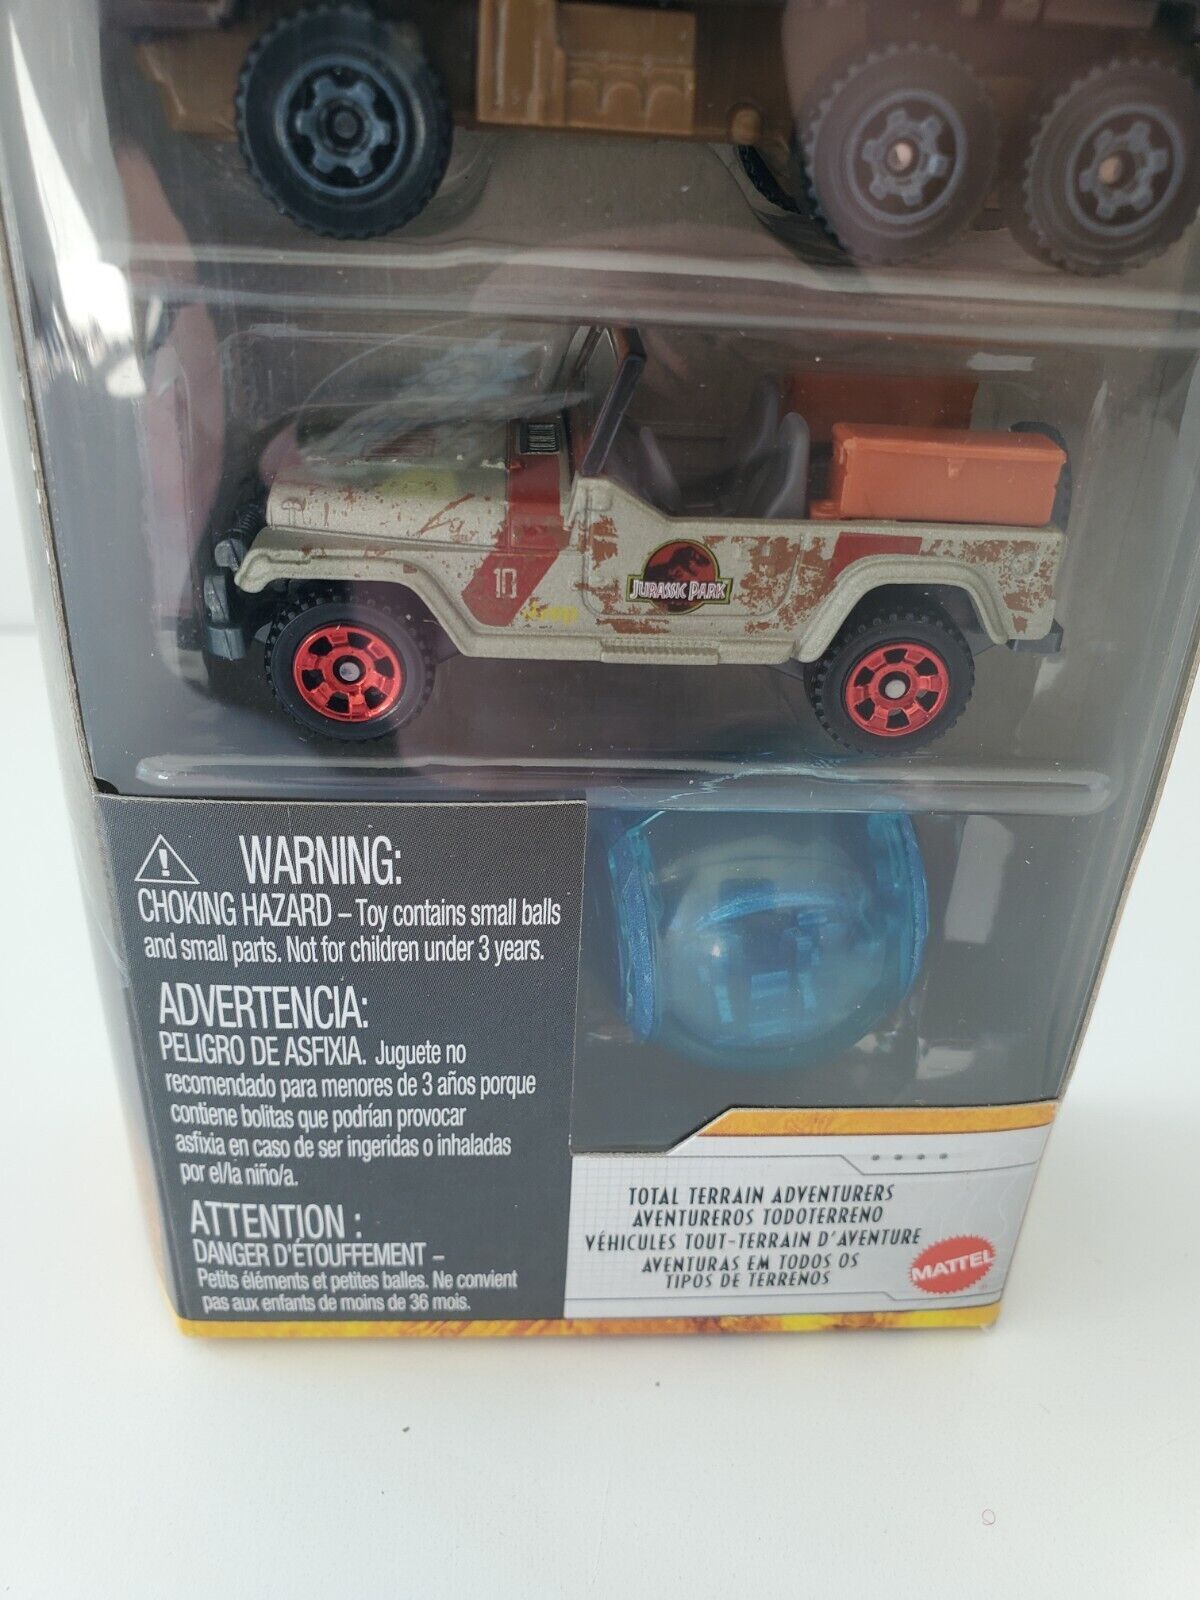 10
Jeep
JURASSIC PARK
WARNING:
CHOKING HAZARD – Toy contains small balls
and small parts. Not for children under 3 years.
ADVERTENCIA:
PELIGRO DE ASFIXIA. Juguete no
recomendado para menores de 3 años porque
contiene bolitas que podrían provocar
asfixia en caso de ser ingeridas o inhaladas
por el/la niño/a.
ATTENTION :
DANGER D'ÉTOUFFEMENT –
Petits éléments et petites balles. Ne convient
pas aux enfants de moins de 36 mois.
TOTAL TERRAIN ADVENTURERS
AVENTUREROS TODOTERRENO
VÉHICULES TOUT-TERRAIN D'AVENTURE
AVENTURAS EM TODOS OS
TIPOS DE TERRENOS
MATTEL